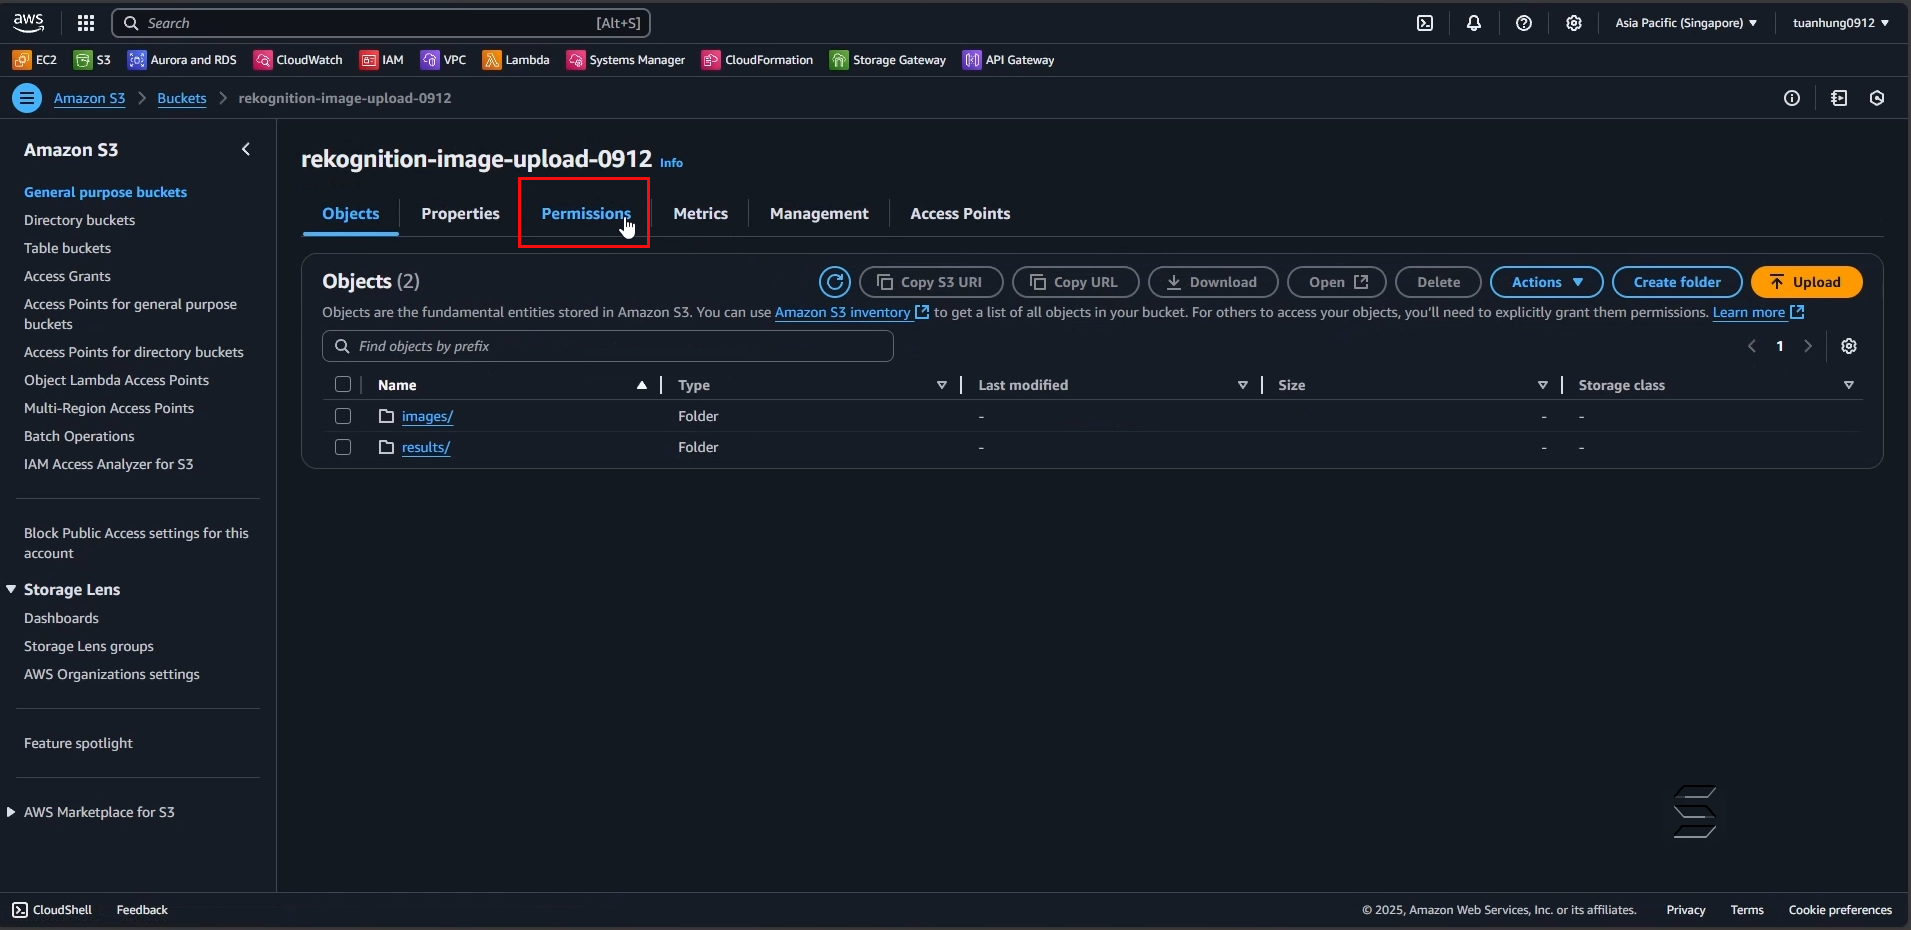 aws
Search [Alt+S]
Asia Pacific (Singapore) tuanhung0912
EC2 S3 Aurora and RDS CloudWatch IAM VPC Lambda Systems Manager CloudFormation Storage Gateway API Gateway
Amazon S3 Buckets rekognition-image-upload-0912
Amazon S3
General purpose buckets
Directory buckets
Table buckets
Access Grants
Access Points for general purpose
buckets
Access Points for directory buckets
Object Lambda Access Points
Multi-Region Access Points
Batch Operations
IAM Access Analyzer for S3
Block Public Access settings for this
account
Storage Lens
Dashboards
Storage Lens groups
AWS Organizations settings
Feature spotlight
AWS Marketplace for S3
rekognition-image-upload-0912 Info
Objects Properties Permissions Metrics Management Access Points
Objects (2)
Copy S3 URI Copy URL Download Open Delete Actions Create folder Upload
Objects are the fundamental entities stored in Amazon S3. You can use Amazon S3 inventory to get a list of all objects in your bucket. For others to access your objects, you'll need to explicitly grant them permissions. Learn more
Find objects by prefix
1
Name Type Last modified Size Storage class
images/ Folder - - -
results/ Folder - - -
CloudShell Feedback
© 2025, Amazon Web Services, Inc. or its affiliates. Privacy Terms Cookie preferences